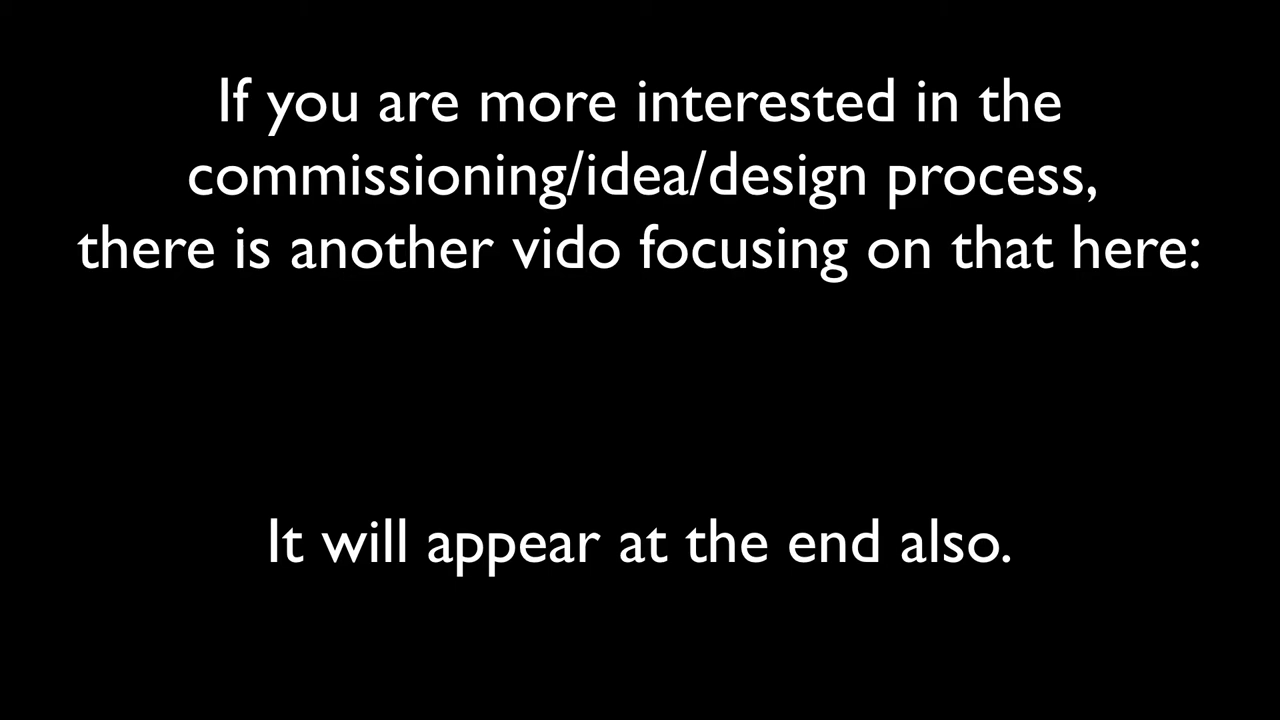 If you are more interested in the
commissioning/idea/design process,
there is another vido focusing on that here:
It will appear at the end also.